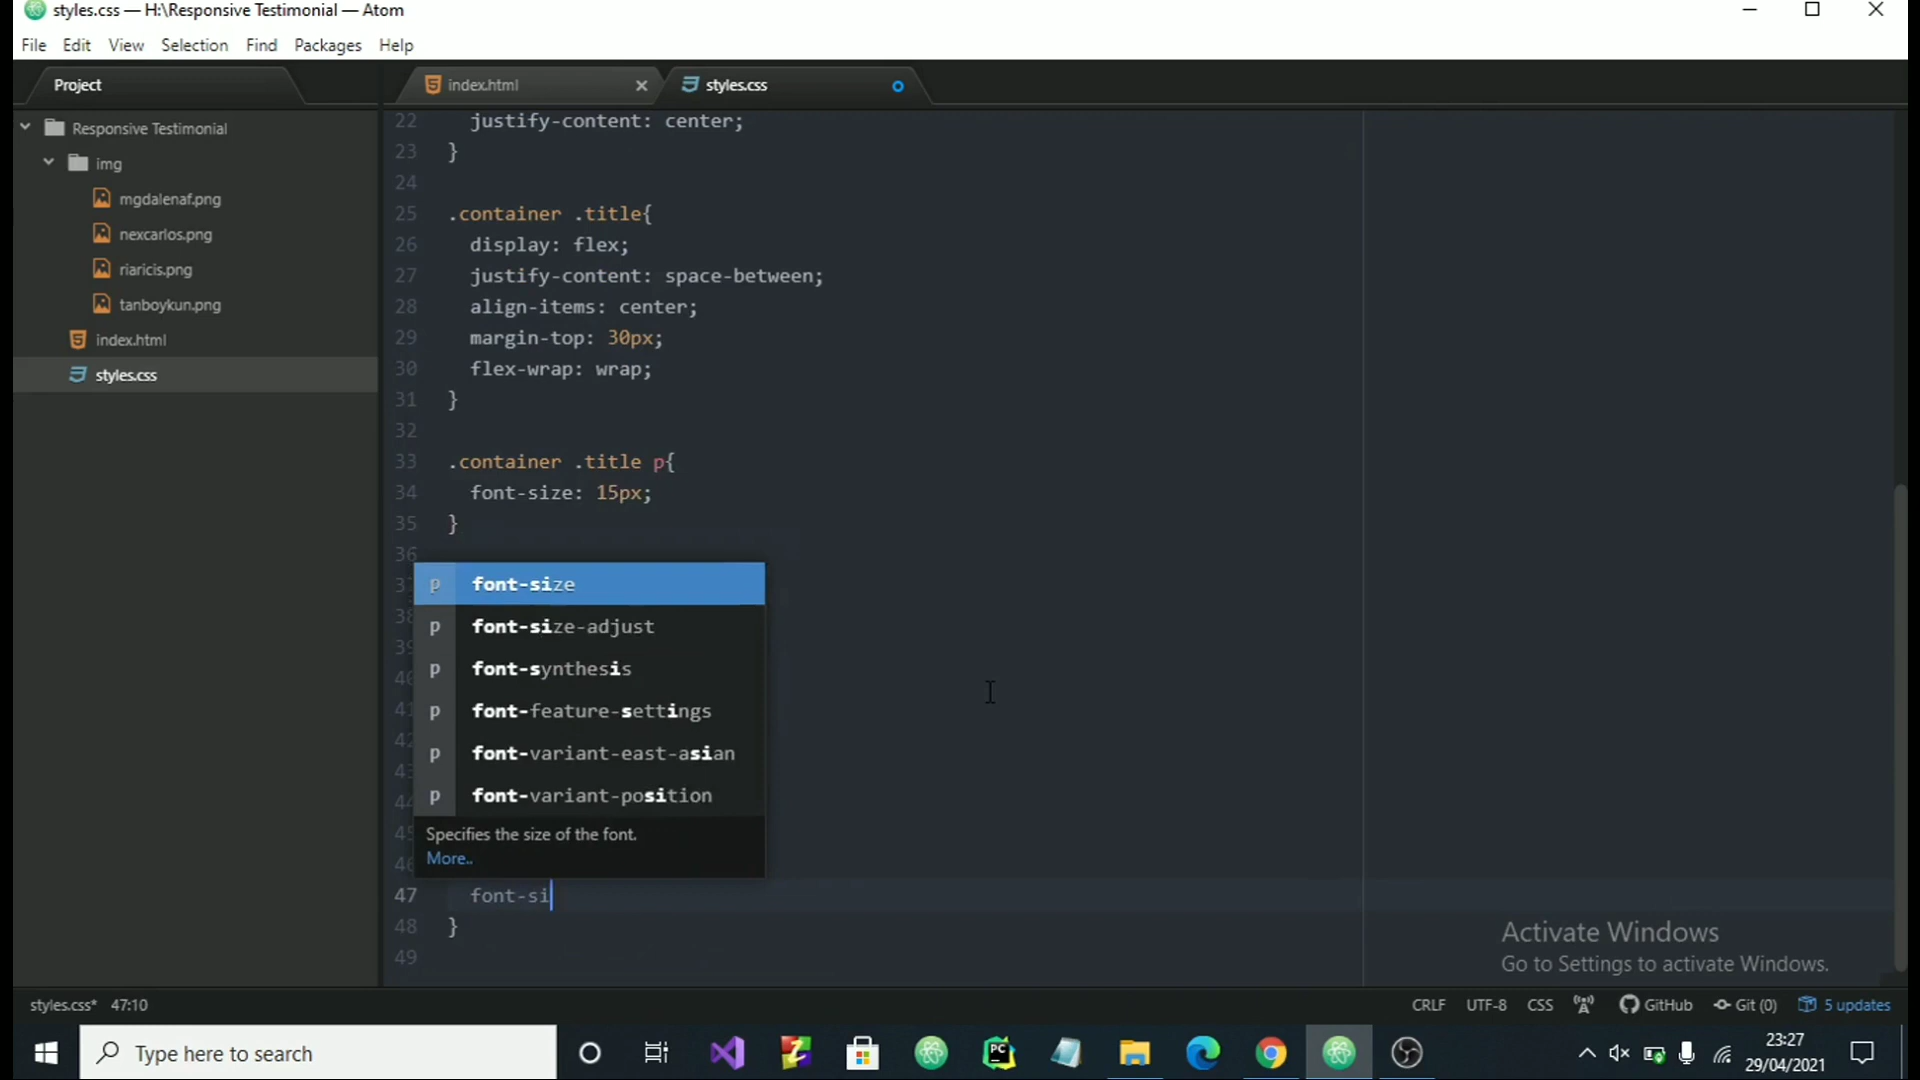 styles.css — H:\Responsive Testimonial — Atom
File Edit View Selection Find Packages Help
Project
index.html
styles.css
Responsive Testimonial
img
mgdalenaf.png
nexcarlos.png
riaricis.png
tanboykun.png
index.html
styles.css
22 justify-content: center;
23 }
24
25 .container .title{
26 display: flex;
27 justify-content: space-between;
28 align-items: center;
29 margin-top: 30px;
30 flex-wrap: wrap;
31 }
32
33 .container .title p{
34 font-size: 15px;
35 }
36
p font-size
p font-size-adjust
p font-synthesis
p font-feature-settings
p font-variant-east-asian
p font-variant-position
Specifies the size of the font.
More..
47 font-si
48 }
49
Activate Windows
Go to Settings to activate Windows.
styles.css* 47:10
CRLF UTF-8 CSS GitHub Git (0) 5 updates
Type here to search
PC
23:27
29/04/2021